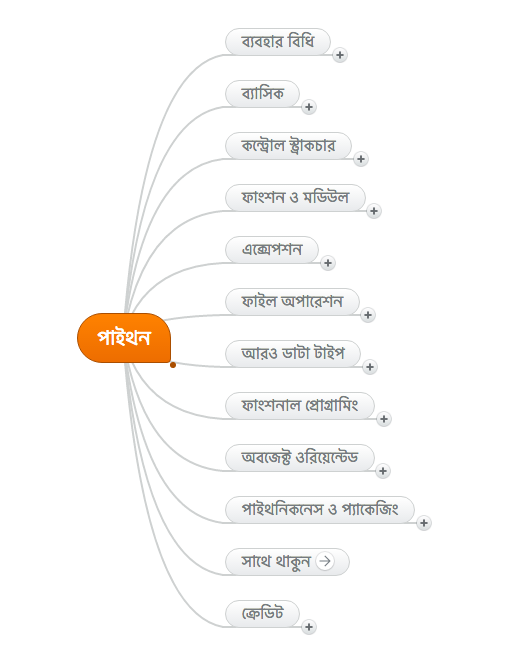 ব্যবহার বিধি
ব্যাসিক
কন্ট্রোল স্ট্রাকচার
ফাংশন ও মডিউল
এক্সেপশন
ফাইল অপারেশন
পাইথন
আরও ডাটা টাইপ
ফাংশনাল প্রোগ্রামিং
অবজেক্ট ওরিয়েন্টেড
পাইথনিকনেস ও প্যাকেজিং
সাথে থাকুন
ক্রেডিট